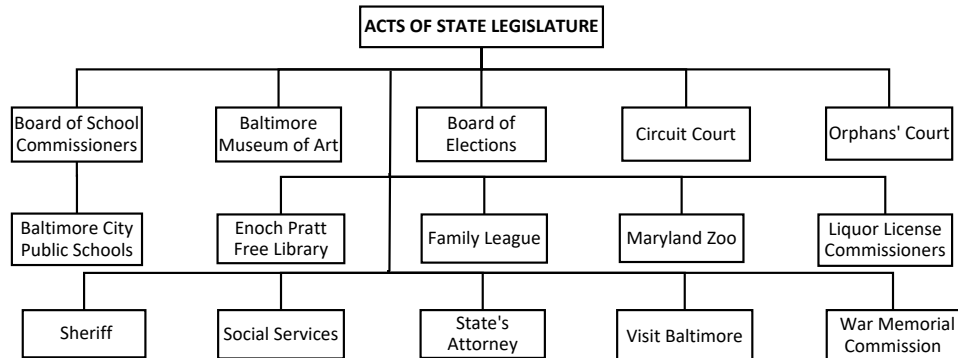 ACTS OF STATE LEGISLATURE
Board of School
Commissioners
Baltimore
Museum of Art
Board of
Elections
Circuit Court
Orphans' Court
Baltimore City
Public Schools
Enoch Pratt
Free Library
Family League
Maryland Zoo
Liquor License
Commissioners
Sheriff
Social Services
State's
Attorney
Visit Baltimore
War Memorial
Commission